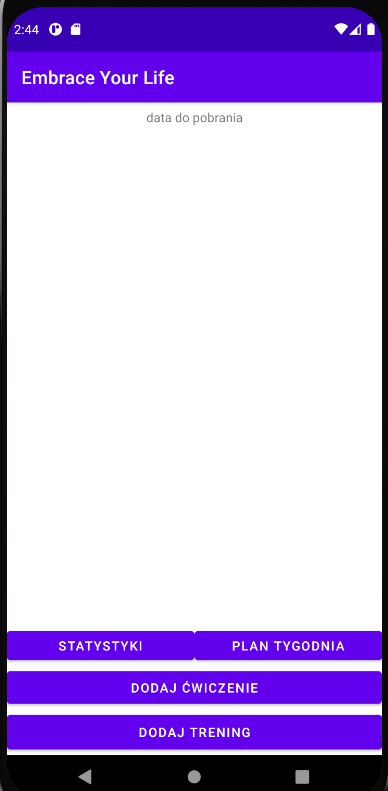 2:44
Embrace Your Life
data do pobrania
STATYSTYKI PLAN TYGODNIA
DODAJ ĆWICZENIE
DODAJ TRENING